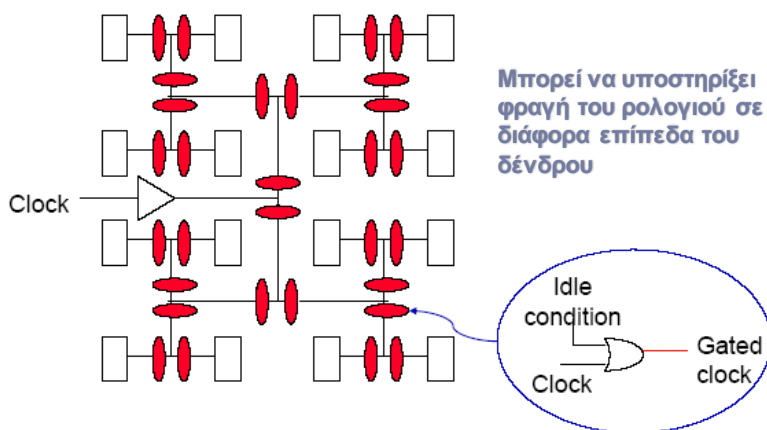 Μπορεί να υποστηρίξει
φραγή του ρολογιού σε
διάφορα επίπεδα του
δένδρου
Clock
Idle
condition
Clock
Gated
clock